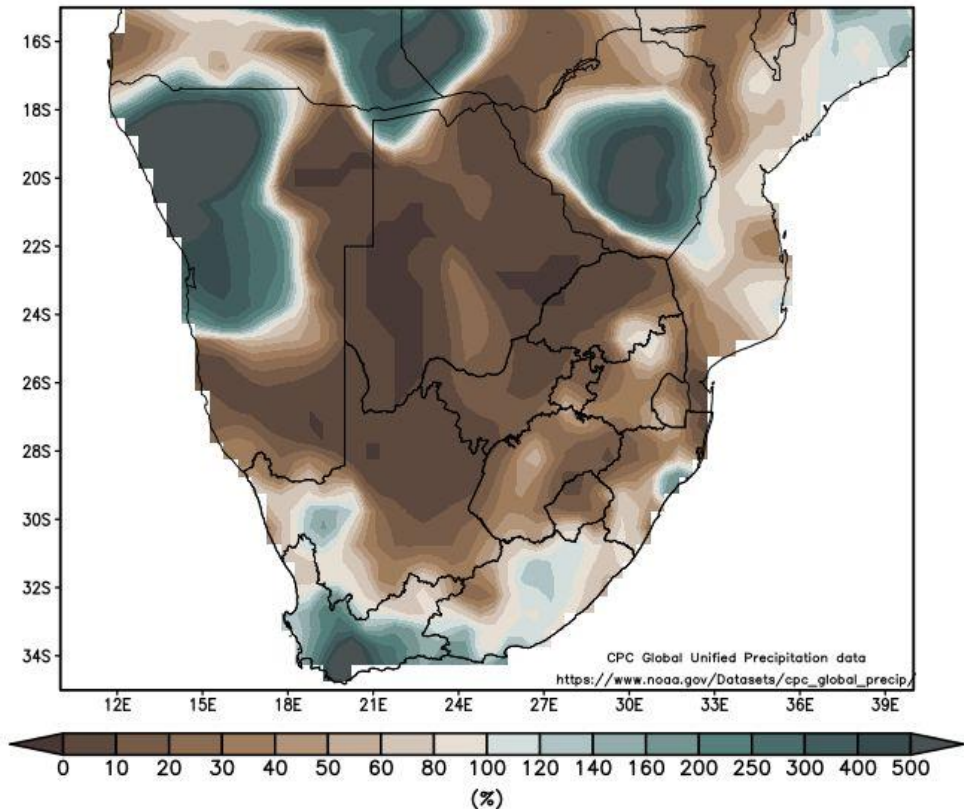 16S
18S
20S
22S
24S
26S
28S
30S
32S
34S
CPC Global Unified Precipitation data
https://www.noaa.gov/Datasets/cpc_global_precip/
12E 15E 18E 21E 24E 27E 30E 33E 36E 39E
0 10 20 40 50 60 80 100 120 140 160 200 250 300 400 500
(%)